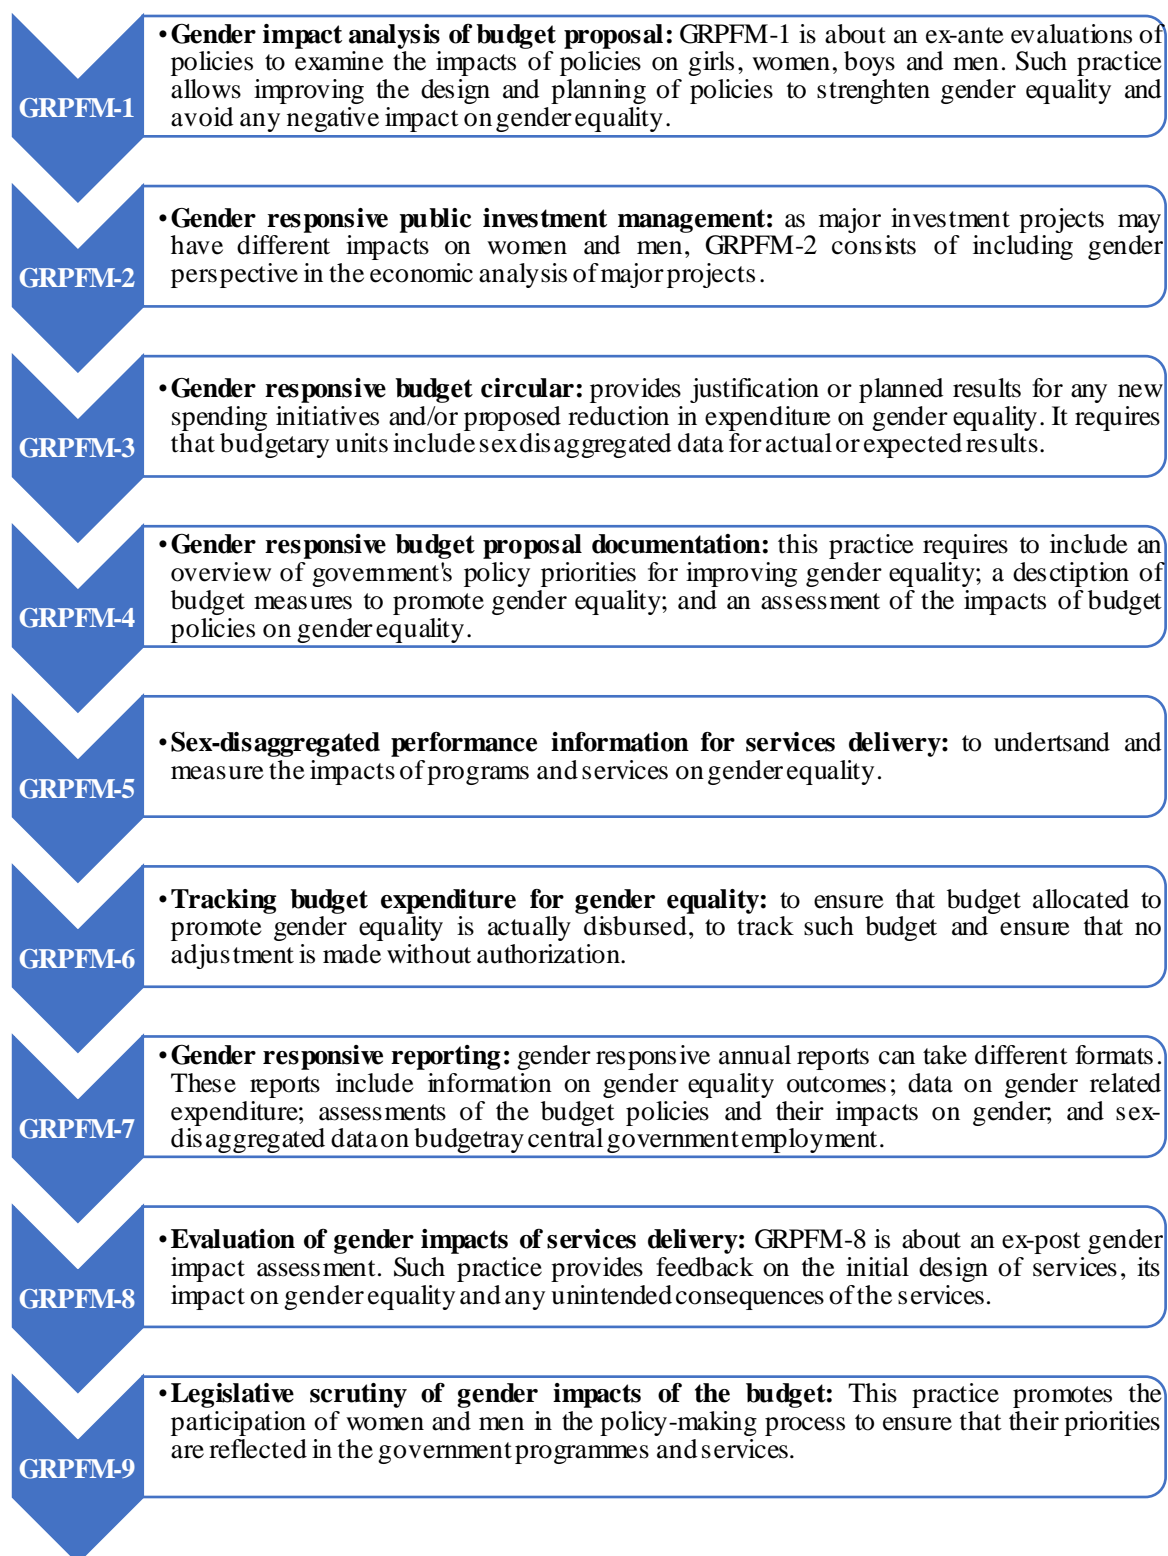 • Gender impact analysis of budget proposal: GRPFM-1 is about an ex-ante evaluations of
policies to examine the impacts of policies on girls, women, boys and men. Such practice
allows improving the design and planning of policies to strenghten gender equality and
avoid any negative impact on gender equality.
GRPFM-1
• Gender responsive public investment management: as major investment projects may
have different impacts on women and men, GRPFM-2 consists of including gender
perspective in the economic analysis of major projects.
GRPFM-2
• Gender responsive budget circular: provides justification or planned results for any new
spending initiatives and/or proposed reduction in expenditure on gender equality. It requires
that budgetary units include sex disaggregated data for actual or expected results.
GRPFM-3
• Gender responsive budget proposal documentation: this practice requires to include an
overview of government's policy priorities for improving gender equality; a desctiption of
budget measures to promote gender equality; and an assessment of the impacts of budget
policies on gender equality.
GRPFM-4
• Sex-disaggregated performance information for services delivery: to undertsand and
measure the impacts of programs and services on gender equality.
GRPFM-5
• Tracking budget expenditure for gender equality: to ensure that budget allocated to
promote gender equality is actually disbursed, to track such budget and ensure that no
adjustment is made without authorization.
GRPFM-6
• Gender responsive reporting: gender responsive annual reports can take different formats.
These reports include information on gender equality outcomes; data on gender related
expenditure; assessments of the budget policies and their impacts on gender; and sex-
disaggregated data on budgetray central government employment.
GRPFM-7
• Evaluation of gender impacts of services delivery: GRPFM-8 is about an ex-post gender
impact assessment. Such practice provides feedback on the initial design of services, its
impact on gender equality and any unintended consequences of the services.
GRPFM-8
• Legislative scrutiny of gender impacts of the budget: This practice promotes the
participation of women and men in the policy-making process to ensure that their priorities
are reflected in the government programmes and services.
GRPFM-9